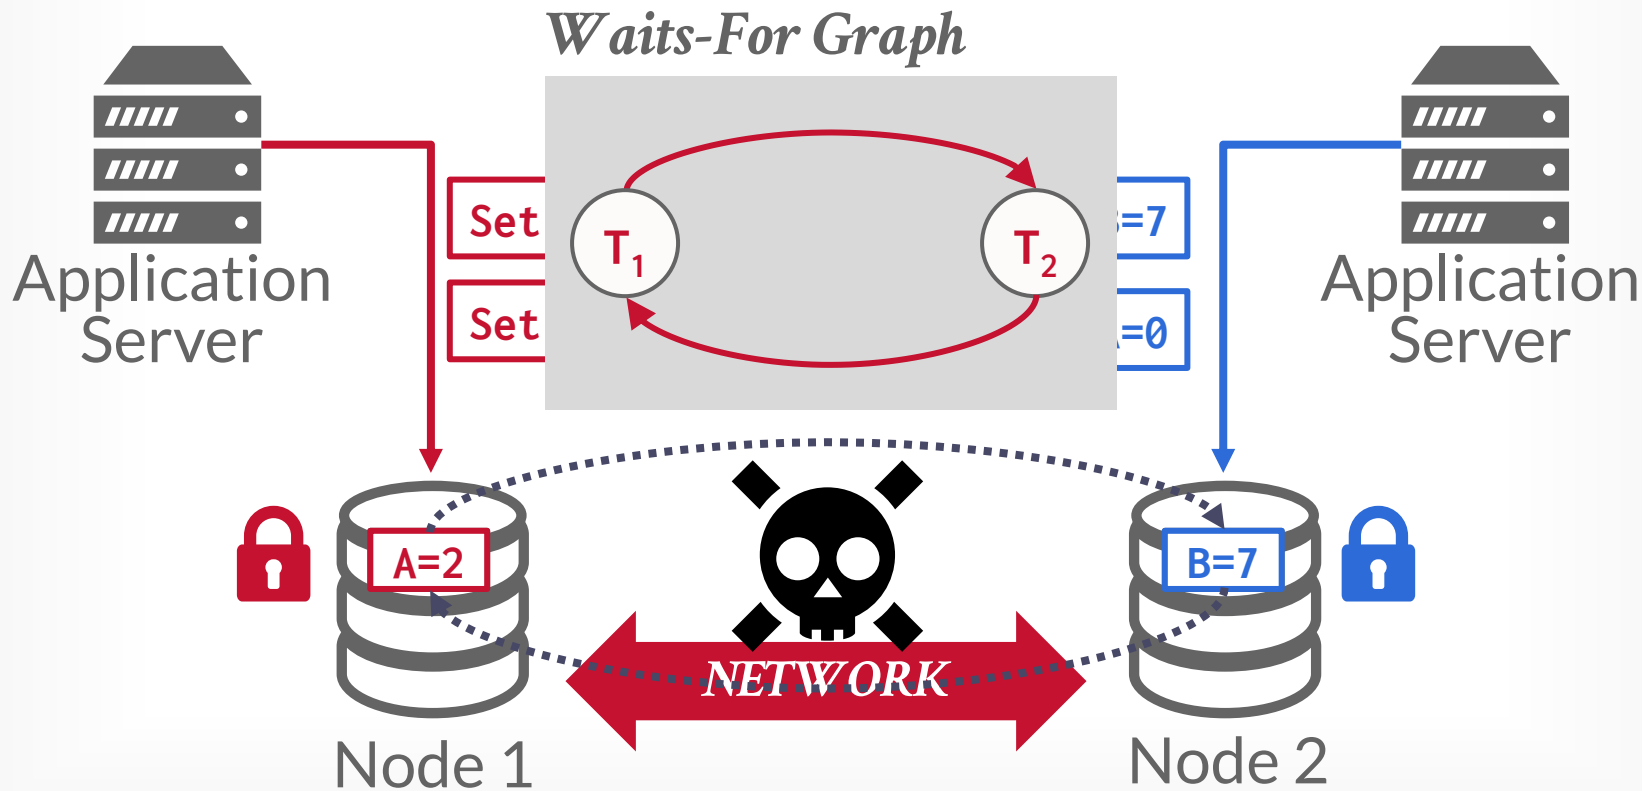 Waits-For Graph
Application
Server
Set
Set
T1
T2
=7
=0
Application
Server
A=2
B=7
NETWORK
Node 1
Node 2